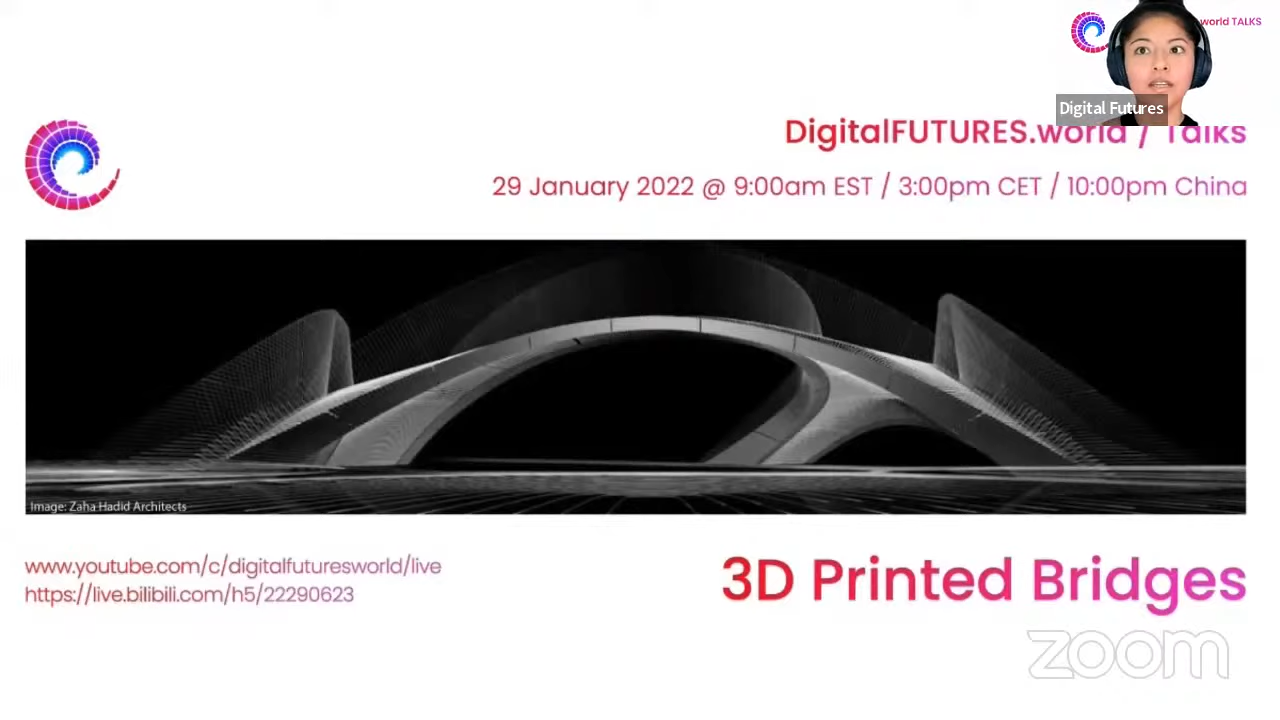 world TALKS
Digital Futures
DigitalFUTURES.world / Talks
29 January 2022 @ 9:00am EST / 3:00pm CET / 10:00pm China
Image: Zaha Hadid Architects
www.youtube.com/c/digitalfuturesworld/live
https://live.bilibili.com/h5/22290623
3D Printed Bridges
zoom